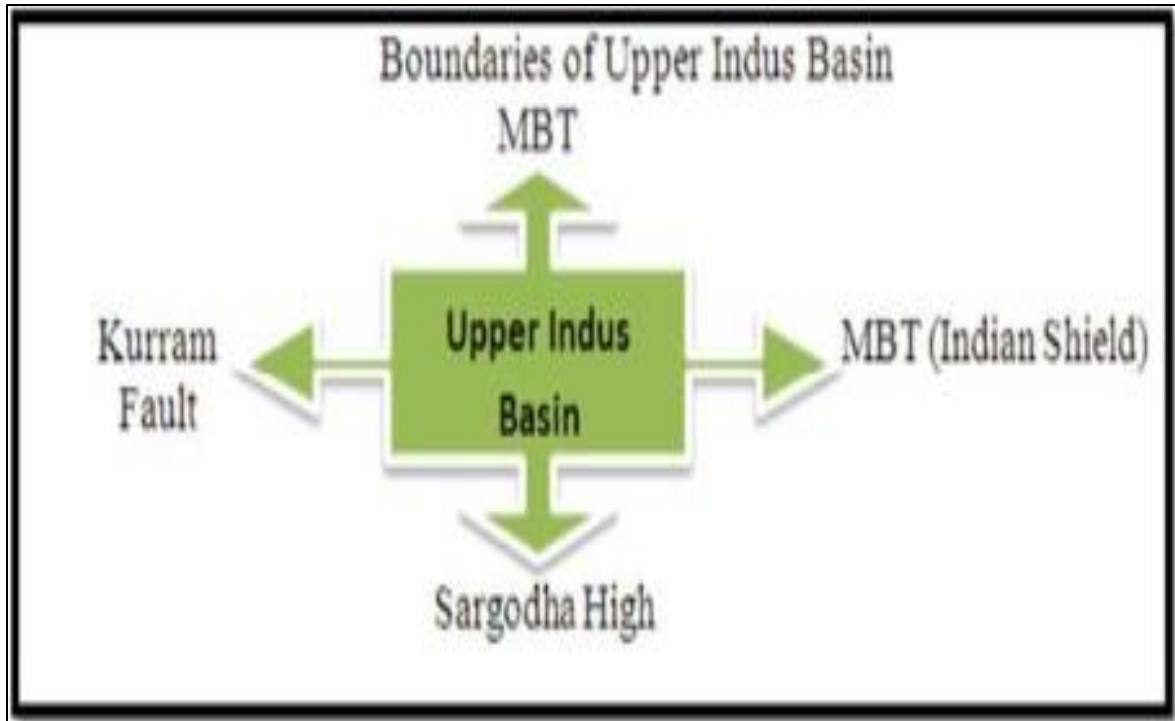 Boundaries of Upper Indus Basin
MBT
Kurram
Fault
Upper Indus
Basin
MBT (Indian Shield)
Sargodha High